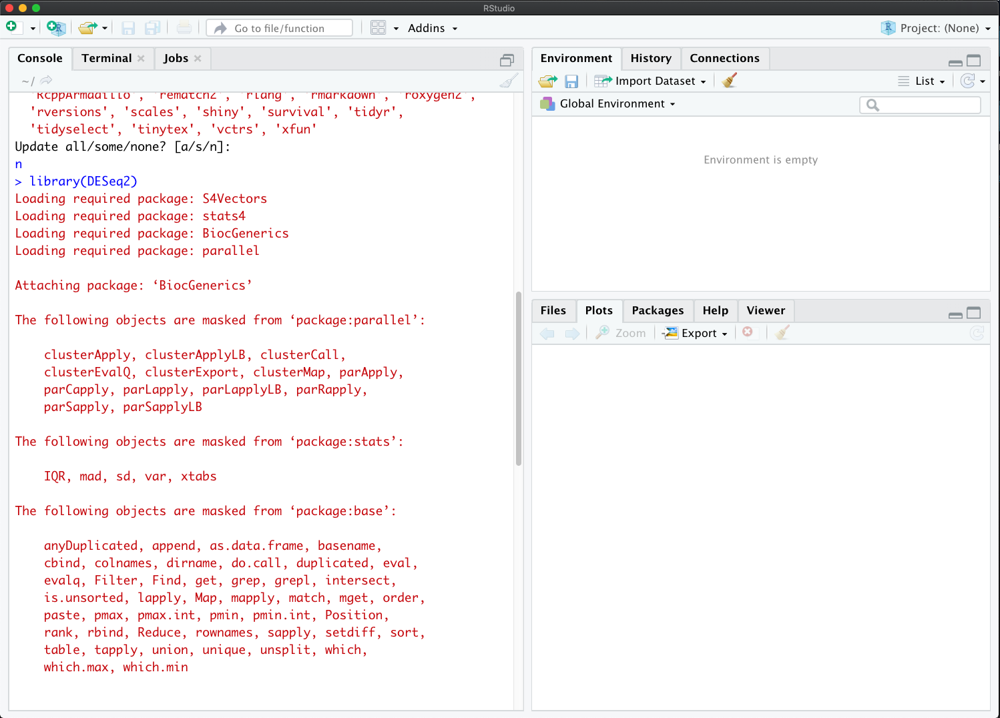 RStudio
Go to file/function
Addins
Project: (None)
Console
Terminal
Jobs
~/
'RcppArmadillo', 'rematch2', 'rlang', 'rmarkdown', 'roxygen2',
'rversions', 'scales', 'shiny', 'survival', 'tidyr',
'tidyselect', 'tinytex', 'vctrs', 'xfun'
Update all/some/none? [a/s/n]:
n
> library(DESeq2)
Loading required package: S4Vectors
Loading required package: stats4
Loading required package: BiocGenerics
Loading required package: parallel
Attaching package: ‘BiocGenerics’
The following objects are masked from ‘package:parallel’:
clusterApply, clusterApplyLB, clusterCall,
clusterEvalQ, clusterExport, clusterMap, parApply,
parCapply, parLapply, parLapplyLB, parRapply,
parSapply, parSapplyLB
The following objects are masked from ‘package:stats’:
IQR, mad, sd, var, xtabs
The following objects are masked from ‘package:base’:
anyDuplicated, append, as.data.frame, basename,
cbind, colnames, dirname, do.call, duplicated, eval,
evalq, Filter, Find, get, grep, grepl, intersect,
is.unsorted, lapply, Map, mapply, match, mget, order,
paste, pmax, pmax.int, pmin, pmin.int, Position,
rank, rbind, Reduce, rownames, sapply, setdiff, sort,
table, tapply, union, unique, unsplit, which,
which.max, which.min
Environment
History
Connections
Import Dataset
List
Global Environment
Environment is empty
Files
Plots
Packages
Help
Viewer
Zoom
Export